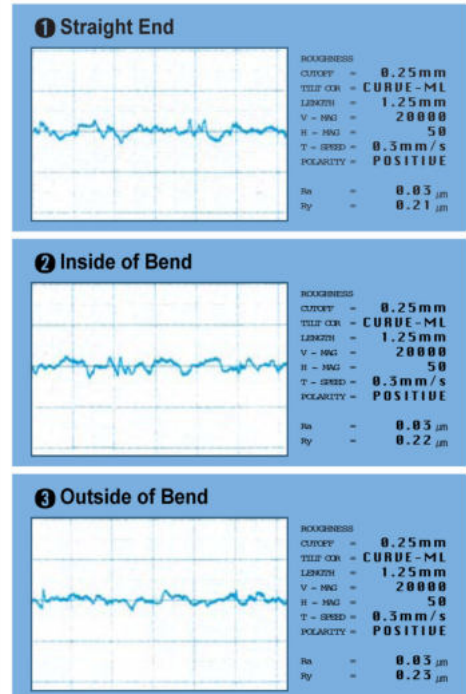 ❶ Straight End
ROUGHNESS
CUTOFF = 0.25mm
TILT COR = CURVE-ML
LENGTH = 1.25mm
V - MAG = 20000
H - MAG = 50
T - SPEED = 0.3mm/s
POLARITY = POSITIVE
Ra = 0.03 μm
Ry = 0.21 μm
❷ Inside of Bend
ROUGHNESS
CUTOFF = 0.25mm
TILT COR = CURVE-ML
LENGTH = 1.25mm
V - MAG = 20000
H - MAG = 50
T - SPEED = 0.3mm/s
POLARITY = POSITIVE
Ra = 0.03 μm
Ry = 0.22 μm
❸ Outside of Bend
ROUGHNESS
CUTOFF = 0.25mm
TILT COR = CURVE-ML
LENGTH = 1.25mm
V - MAG = 20000
H - MAG = 50
T - SPEED = 0.3mm/s
POLARITY = POSITIVE
Ra = 0.03 μm
Ry = 0.23 μm